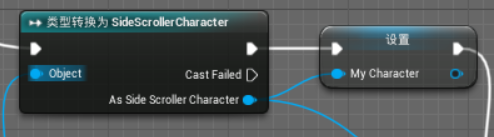 类型转换为 SideScrollerCharacter
设置
Object
Cast Failed
My Character
As Side Scroller Character